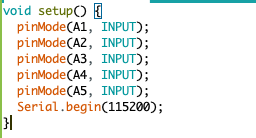 void setup() {
  pinMode(A1, INPUT);
  pinMode(A2, INPUT);
  pinMode(A3, INPUT);
  pinMode(A4, INPUT);
  pinMode(A5, INPUT);
  Serial.begin(115200);
}